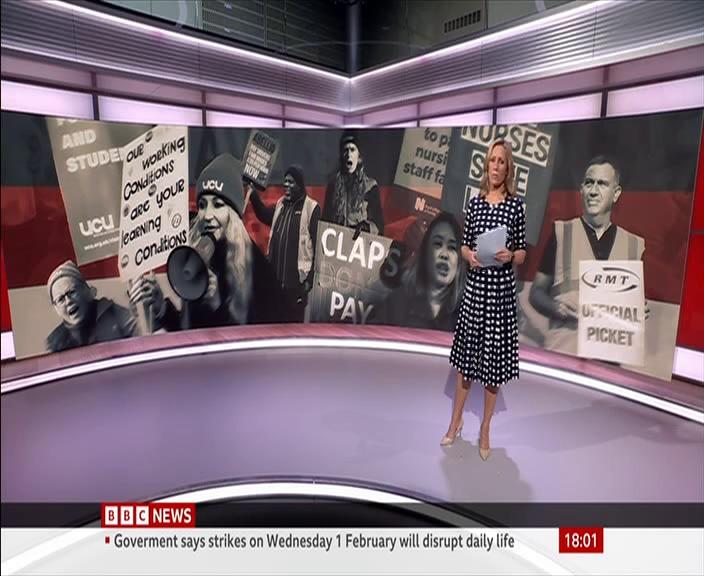 AND
STUDE
UCU
OUR WORKING
CONDITIONS
ARE YOUR
LEARNING
CONDITIONS
UCU
CLAPS
DON'T
PAY
to p
nursi
staff fa
NURSES
RMT
OFFICIAL
PICKET
BBC NEWS
Goverment says strikes on Wednesday 1 February will disrupt daily life
18:01